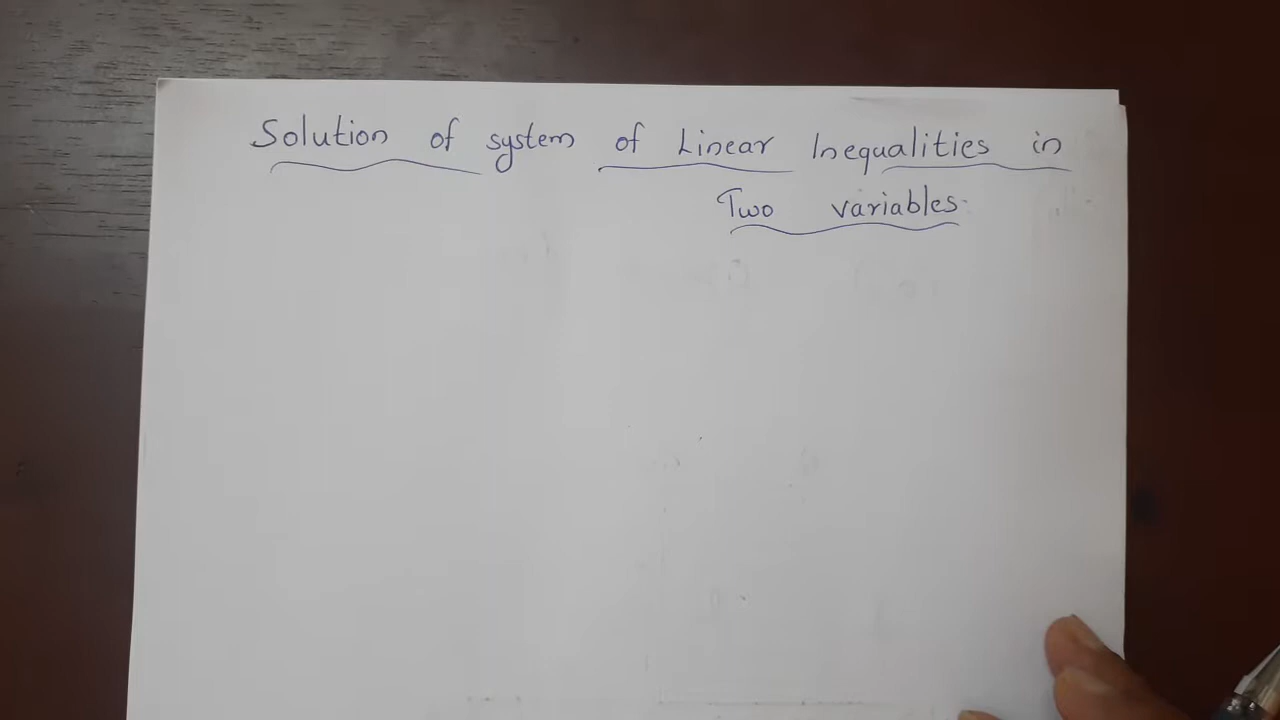 Solution of system of Linear Inequalities in
Two variables.